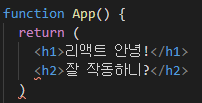 function App() {
  return (
    <h1>리액트 안녕!</h1>
    <h2>잘 작동하니?</h2>
  )